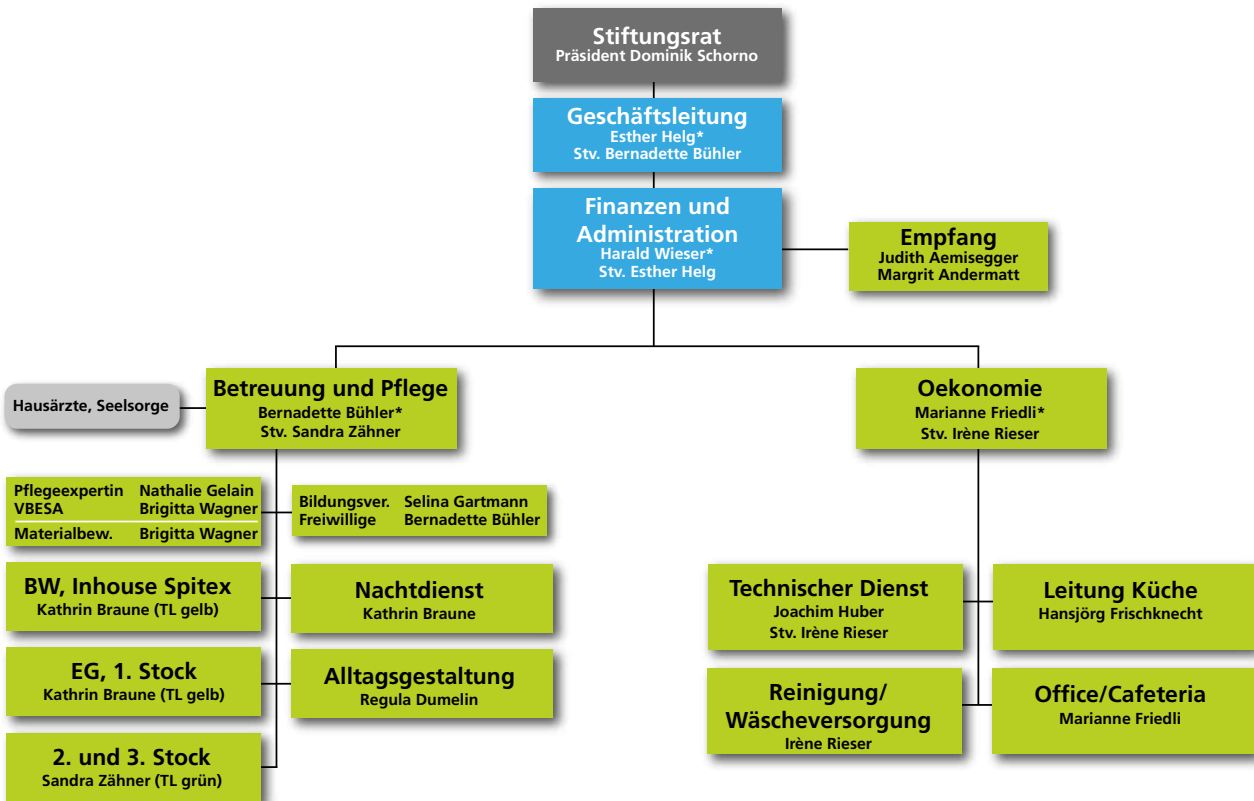 Stiftungsrat
Präsident Dominik Schorno
Geschäftsleitung
Esther Helg*
Stv. Bernadette Bühler
Finanzen und
Administration
Harald Wieser*
Stv. Esther Helg
Empfang
Judith Aemisegger
Margrit Andermatt
Hausärzte, Seelsorge
Betreuung und Pflege
Bernadette Bühler*
Stv. Sandra Zähner
Oekonomie
Marianne Friedli*
Stv. Irène Rieser
Pflegeexpertin Nathalie Gelain
VBESA Brigitta Wagner
Materialbew. Brigitta Wagner
Bildungsver. Selina Gartmann
Freiwillige Bernadette Bühler
BW, Inhouse Spitex
Kathrin Braune (TL gelb)
Nachtdienst
Kathrin Braune
EG, 1. Stock
Kathrin Braune (TL gelb)
Alltagsgestaltung
Regula Dumelin
2. und 3. Stock
Sandra Zähner (TL grün)
Technischer Dienst
Joachim Huber
Stv. Irène Rieser
Leitung Küche
Hansjörg Frischknecht
Reinigung/
Wäscheversorgung
Irène Rieser
Office/Cafeteria
Marianne Friedli